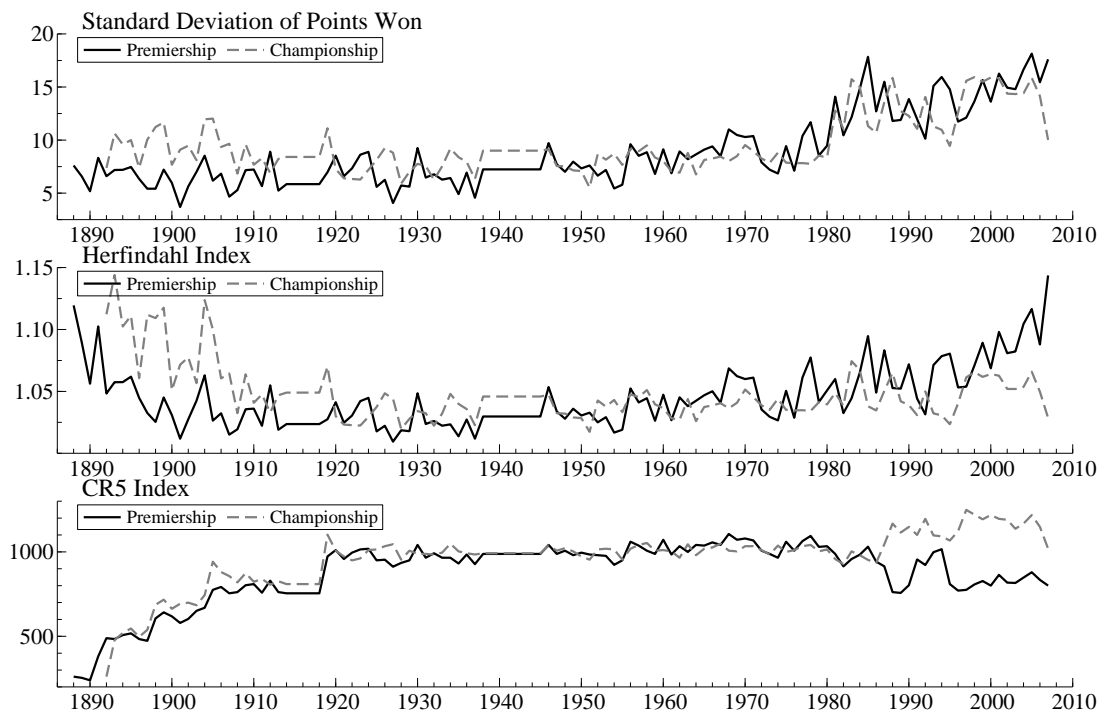 Standard Deviation of Points Won
20
Premiership Championship
15
10
5
1890 1900 1910 1920 1930 1940 1950 1960 1970 1980 1990 2000 2010
Herfindahl Index
1.15
Premiership Championship
1.10
1.05
1890 1900 1910 1920 1930 1940 1950 1960 1970 1980 1990 2000 2010
CR5 Index
Premiership Championship
1000
500
1890 1900 1910 1920 1930 1940 1950 1960 1970 1980 1990 2000 2010